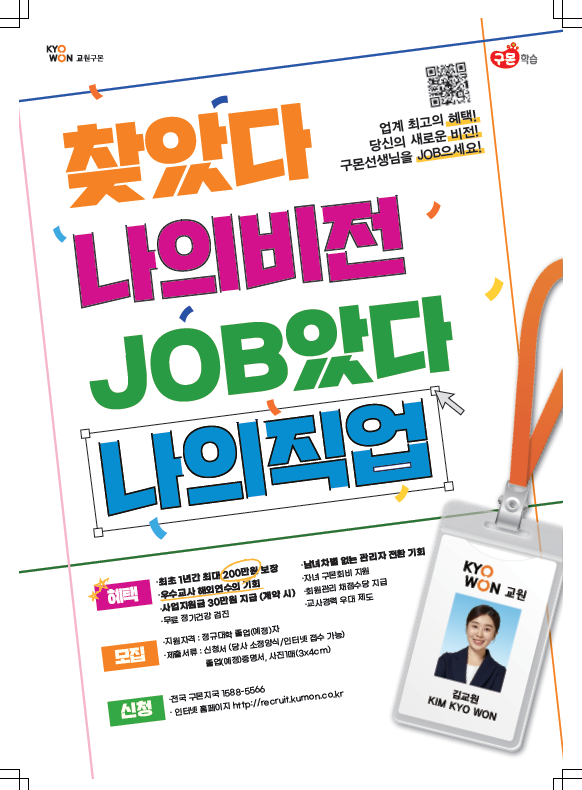 KYO
WON 교원구몬
구몬학습
업계 최고의 혜택!
당신의 새로운 비전!
구몬선생님을 JOB으세요!
찾았다
나의비전
JOB았다
나의직업
혜택
·최초 1년간 최대 200만원 보장
·우수교사 해외연수의 기회
·사업지원금 30만원 지급 (계약 시)
·무료 정기건강 검진
·남녀차별 없는 관리자 전환 기회
·자녀 구몬회비 지원
·회원관리 채점수당 지급
·교사경력 우대 제도
모집
·지원자격 : 정규대학 졸업(예정)자
·제출서류 : 신청서 (당사 소정양식/인터넷 접수 가능)
졸업(예정)증명서, 사진1매(3x4cm)
신청
·전국 구몬지국 1588-5566
· 인터넷 홈페이지 http://recruit.kumon.co.kr
KYO
WON 교원
김교원
KIM KYO WON